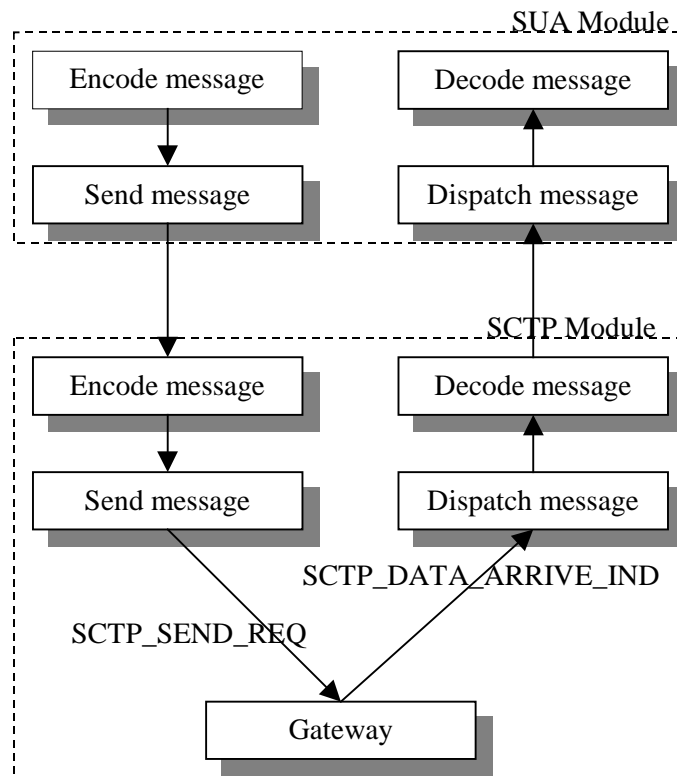 SUA Module
Encode message
Decode message
Send message
Dispatch message
SCTP Module
Encode message
Decode message
Send message
Dispatch message
SCTP_DATA_ARRIVE_IND
SCTP_SEND_REQ
Gateway